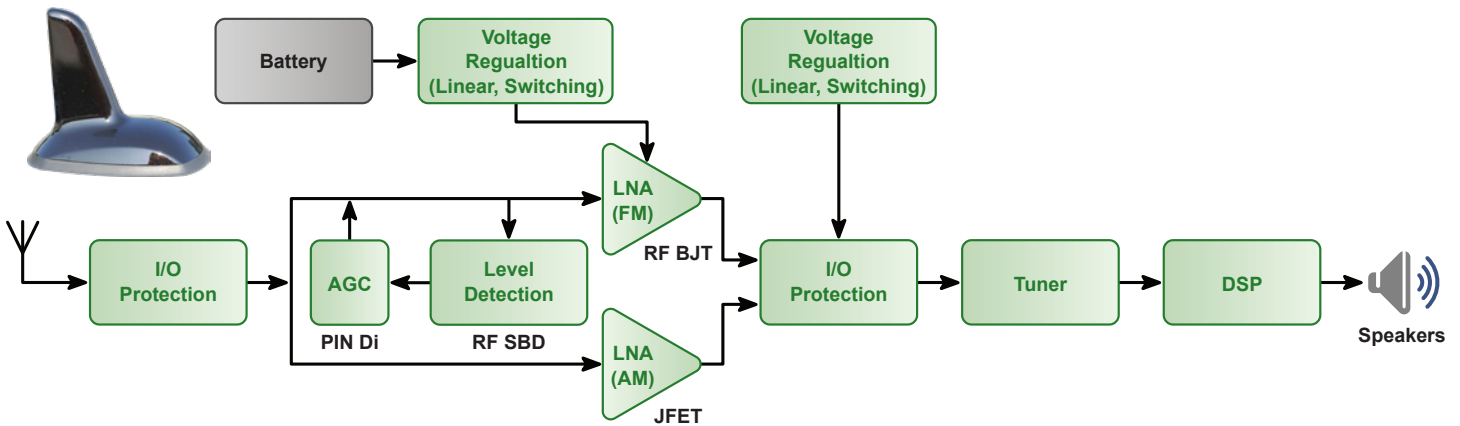 Battery
Voltage
Regualtion
(Linear, Switching)
Voltage
Regualtion
(Linear, Switching)
LNA
(FM)
RF BJT
I/O
Protection
AGC
PIN Di
Level
Detection
RF SBD
LNA
(AM)
JFET
I/O
Protection
Tuner
DSP
Speakers